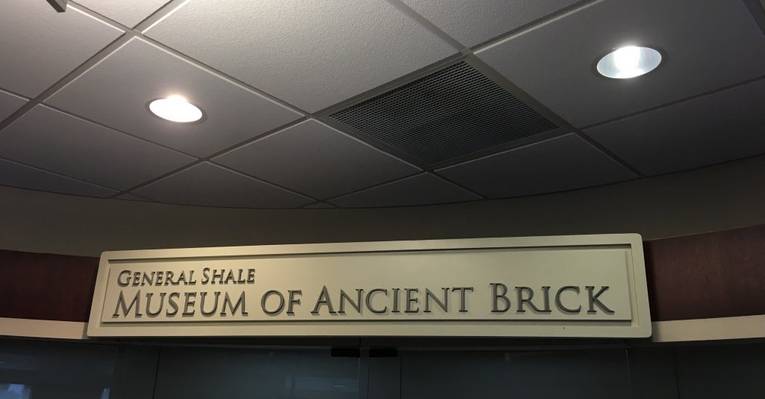 General Shale
Museum of Ancient Brick